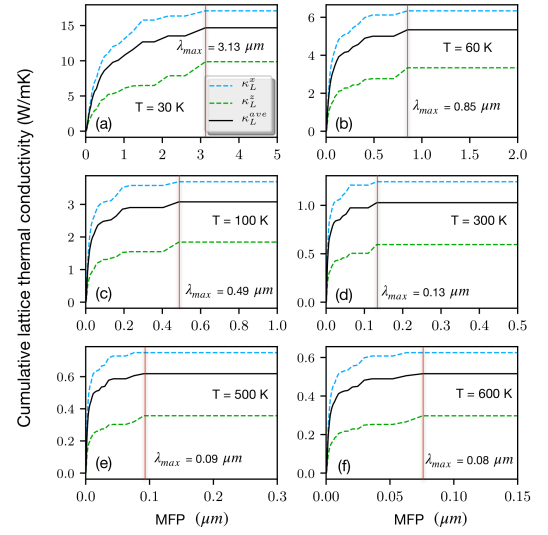 Cumulative lattice thermal conductivity (W/mK)
15
10
5
0
λmax = 3.13 μm
κ_L^x
κ_L^z
κ_L^ave
T = 30 K
(a)
0 1 2 3 4 5
6
4
2
0
T = 60 K
λmax = 0.85 μm
(b)
0.0 0.5 1.0 1.5 2.0
3
2
1
0
T = 100 K
λmax = 0.49 μm
(c)
0.0 0.2 0.4 0.6 0.8 1.0
1.0
0.5
0.0
T = 300 K
λmax = 0.13 μm
(d)
0.0 0.1 0.2 0.3 0.4 0.5
0.6
0.4
0.2
0.0
T = 500 K
λmax = 0.09 μm
(e)
0.0 0.1 0.2 0.3
MFP (μm)
0.6
0.4
0.2
0.0
T = 600 K
λmax = 0.08 μm
(f)
0.00 0.05 0.10 0.15
MFP (μm)